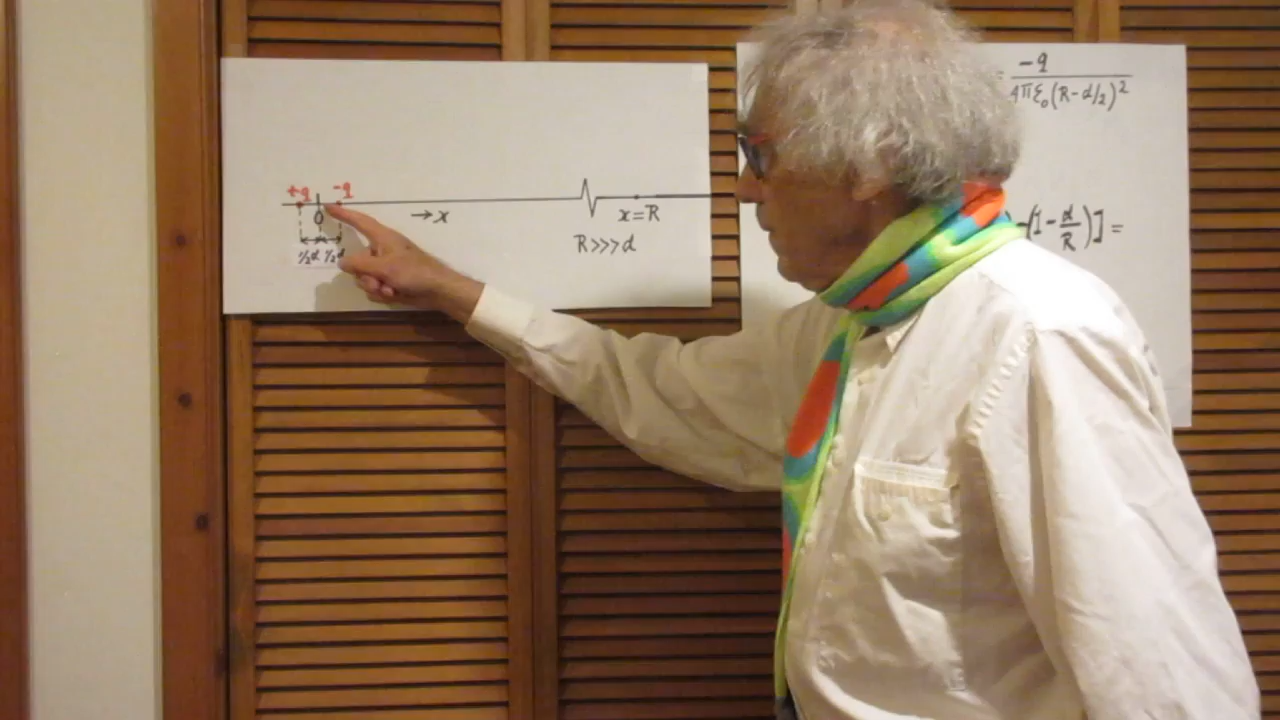 +q -q
0
→x
x=R
½d ½d
R>>>d
= -q
4πε₀(R-d/2)²
-(1-d/R)] =